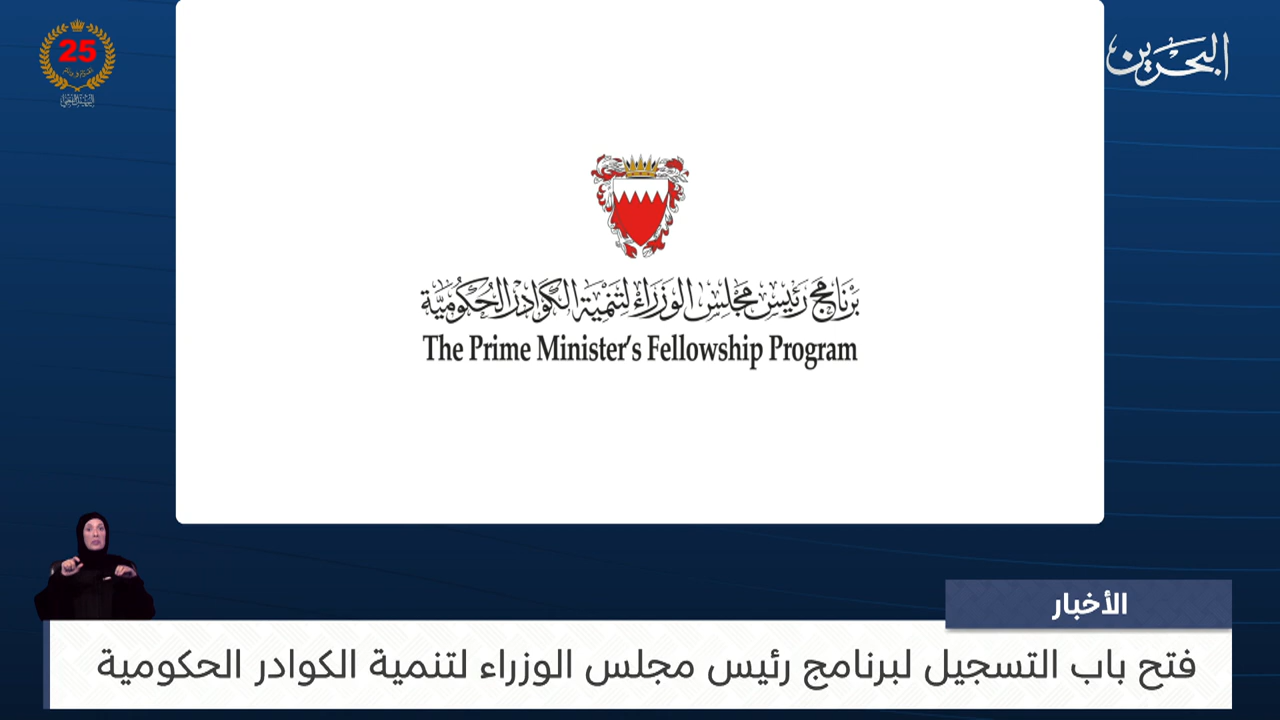 25
البحرين
برنامج رئيس مجلس الوزراء لتنمية الكوادر الحكومية
The Prime Minister's Fellowship Program
الأخبار
فتح باب التسجيل لبرنامج رئيس مجلس الوزراء لتنمية الكوادر الحكومية